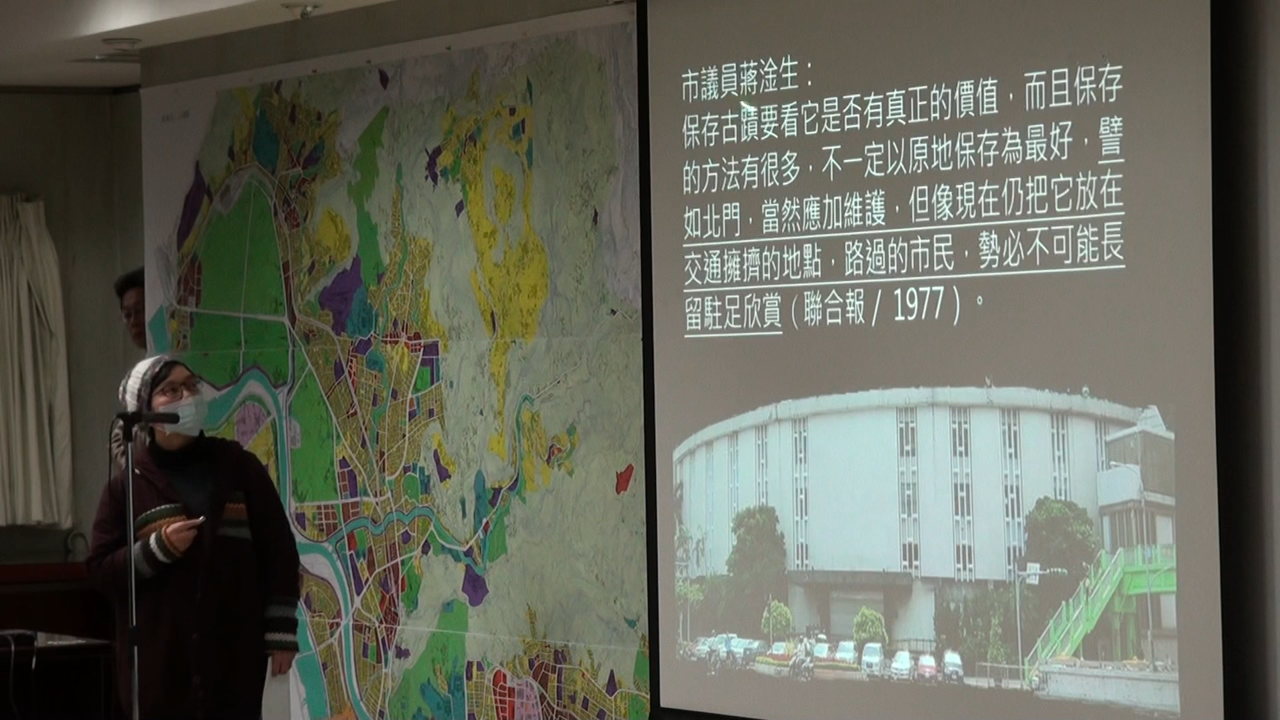 市議員蔣淦生：
保存古蹟要看它是否有真正的價值，而且保存
的方法有很多，不一定以原地保存為最好，譬
如北門，當然應加維護，但像現在仍把它放在
交通擁擠的地點，路過的市民，勢必不可能長
留駐足欣賞（聯合報 / 1977）。